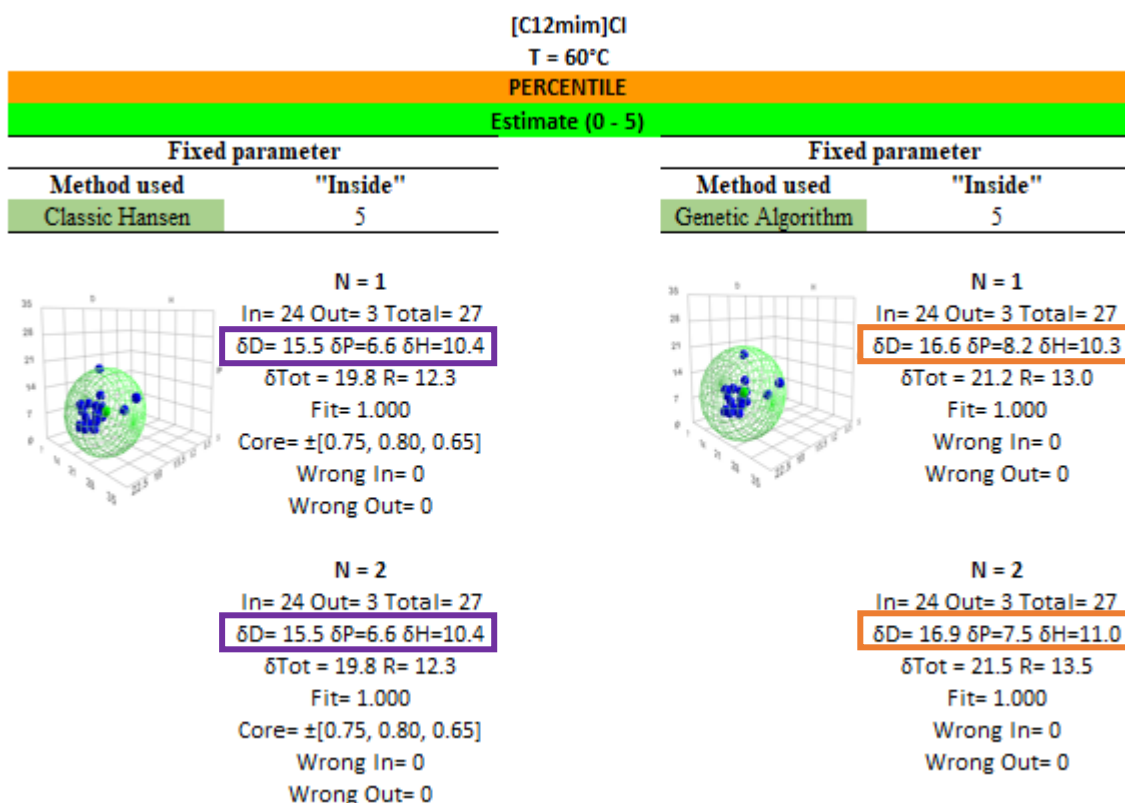 [C12mim]Cl
T = 60°C
PERCENTILE
Estimate (0 - 5)
Fixed parameter
Method used "Inside"
Classic Hansen 5
N = 1
In= 24 Out= 3 Total= 27
δD= 15.5 δP=6.6 δH=10.4
δTot = 19.8 R= 12.3
Fit= 1.000
Core= ±[0.75, 0.80, 0.65]
Wrong In= 0
Wrong Out= 0
N = 2
In= 24 Out= 3 Total= 27
δD= 15.5 δP=6.6 δH=10.4
δTot = 19.8 R= 12.3
Fit= 1.000
Core= ±[0.75, 0.80, 0.65]
Wrong In= 0
Wrong Out= 0
Fixed parameter
Method used "Inside"
Genetic Algorithm 5
N = 1
In= 24 Out= 3 Total= 27
δD= 16.6 δP=8.2 δH=10.3
δTot = 21.2 R= 13.0
Fit= 1.000
Wrong In= 0
Wrong Out= 0
N = 2
In= 24 Out= 3 Total= 27
δD= 16.9 δP=7.5 δH=11.0
δTot = 21.5 R= 13.5
Fit= 1.000
Wrong In= 0
Wrong Out= 0